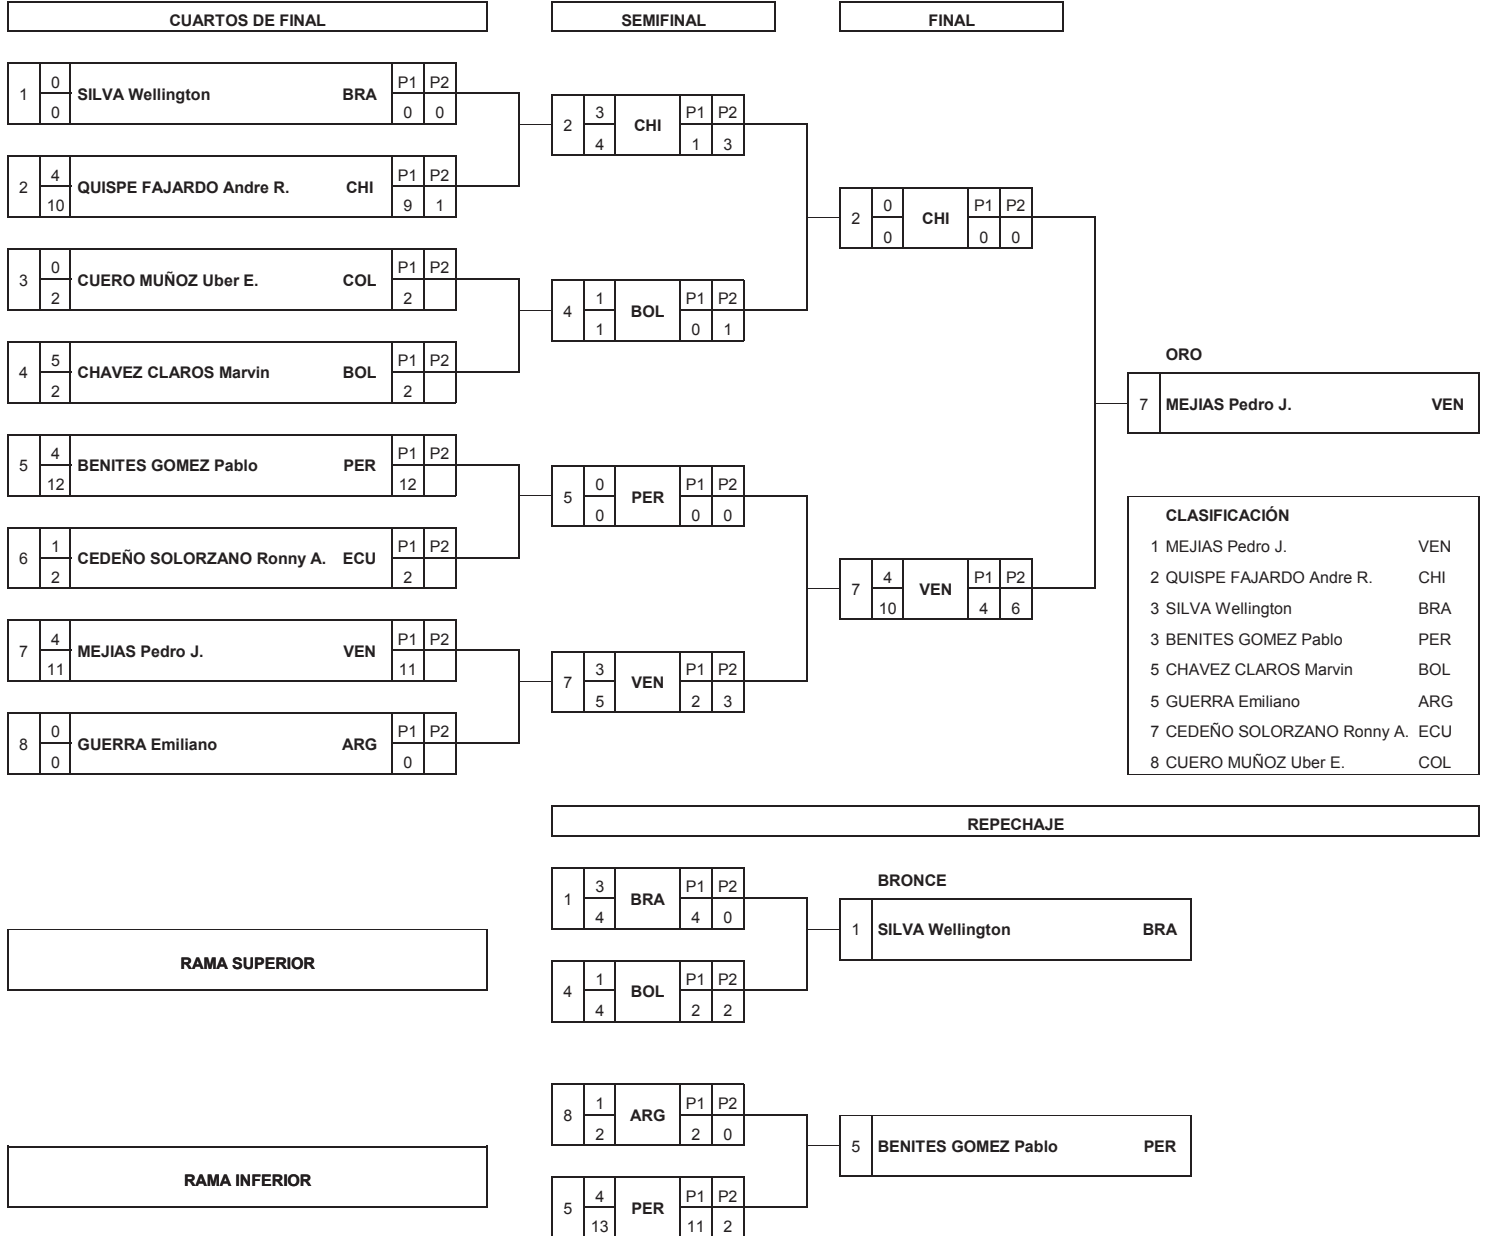 CUARTOS DE FINAL
SEMIFINAL
FINAL
1 0 0 SILVA Wellington BRA P1 P2 0 0
2 4 10 QUISPE FAJARDO Andre R. CHI P1 P2 9 1
3 0 2 CUERO MUÑOZ Uber E. COL P1 P2 2
4 5 2 CHAVEZ CLAROS Marvin BOL P1 P2 2
5 4 12 BENITES GOMEZ Pablo PER P1 P2 12
6 1 2 CEDEÑO SOLORZANO Ronny A. ECU P1 P2 2
7 4 11 MEJIAS Pedro J. VEN P1 P2 11
8 0 0 GUERRA Emiliano ARG P1 P2 0
2 3 4 CHI P1 P2 1 3
4 1 1 BOL P1 P2 0 1
5 0 0 PER P1 P2 0 0
7 3 5 VEN P1 P2 2 3
2 0 0 CHI P1 P2 0 0
7 4 10 VEN P1 P2 4 6
ORO
7 MEJIAS Pedro J. VEN
CLASIFICACIÓN
1 MEJIAS Pedro J. VEN
2 QUISPE FAJARDO Andre R. CHI
3 SILVA Wellington BRA
3 BENITES GOMEZ Pablo PER
5 CHAVEZ CLAROS Marvin BOL
5 GUERRA Emiliano ARG
7 CEDEÑO SOLORZANO Ronny A. ECU
8 CUERO MUÑOZ Uber E. COL
REPECHAJE
RAMA SUPERIOR
1 3 4 BRA P1 P2 4 0
4 1 4 BOL P1 P2 2 2
BRONCE
1 SILVA Wellington BRA
RAMA INFERIOR
8 1 2 ARG P1 P2 2 0
5 4 13 PER P1 P2 11 2
5 BENITES GOMEZ Pablo PER